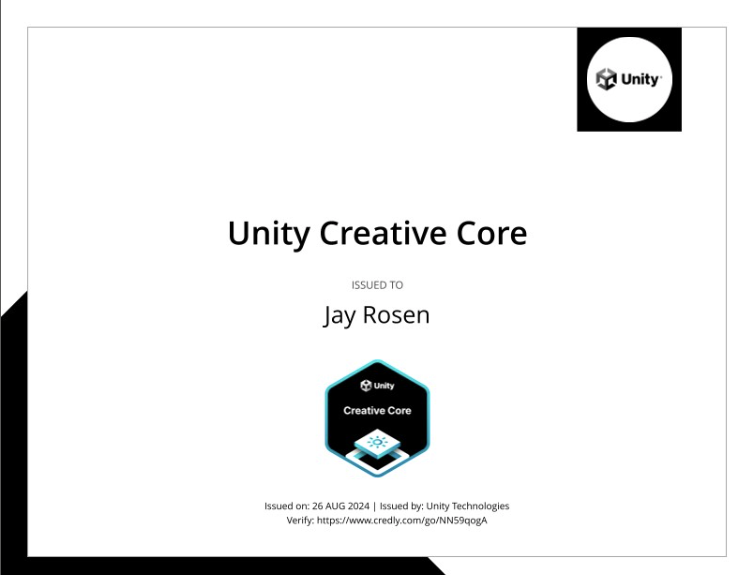 Unity
Unity Creative Core
ISSUED TO
Jay Rosen
Unity
Creative Core
Issued on: 26 AUG 2024 | Issued by: Unity Technologies
Verify: https://www.credly.com/go/NN59qogA